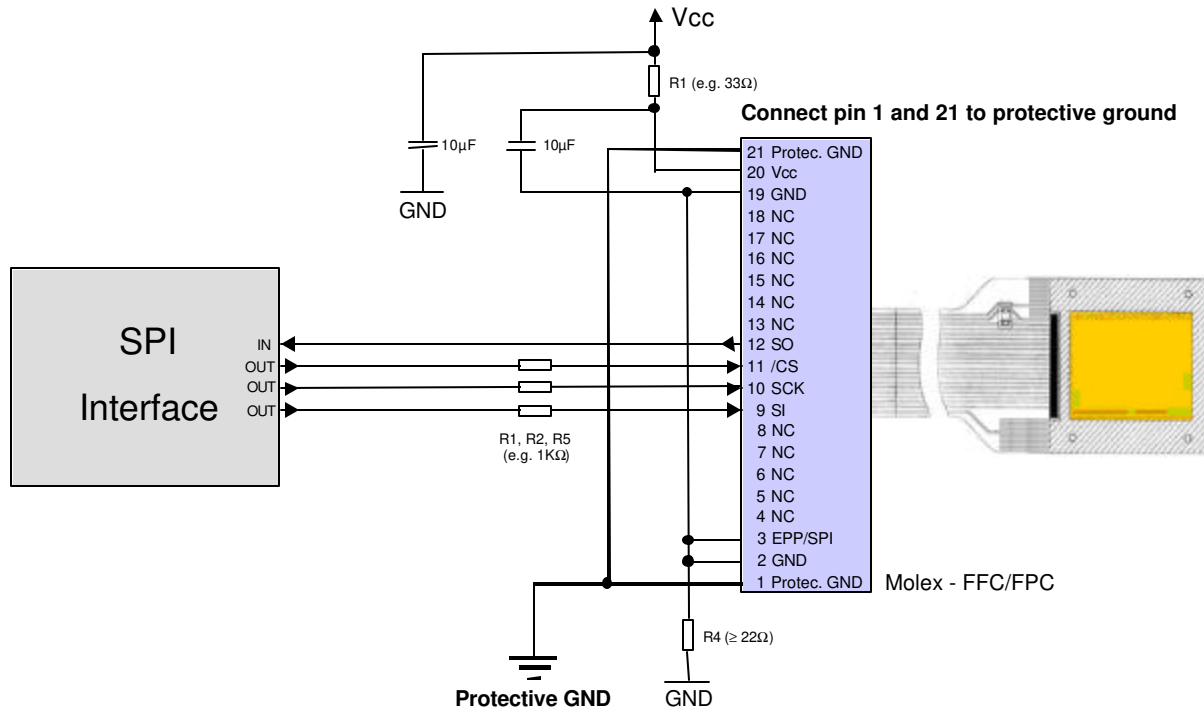 Vcc
R1 (e.g. 33Ω)
Connect pin 1 and 21 to protective ground
10μF
10μF
GND
21 Protec. GND
20 Vcc
19 GND
18 NC
17 NC
16 NC
15 NC
14 NC
13 NC
12 SO
11 /CS
10 SCK
9 SI
8 NC
7 NC
6 NC
5 NC
4 NC
3 EPP/SPI
2 GND
1 Protec. GND
SPI
Interface
IN
OUT
OUT
OUT
R1, R2, R5
(e.g. 1KΩ)
Molex - FFC/FPC
R4 (≥ 22Ω)
Protective GND
GND